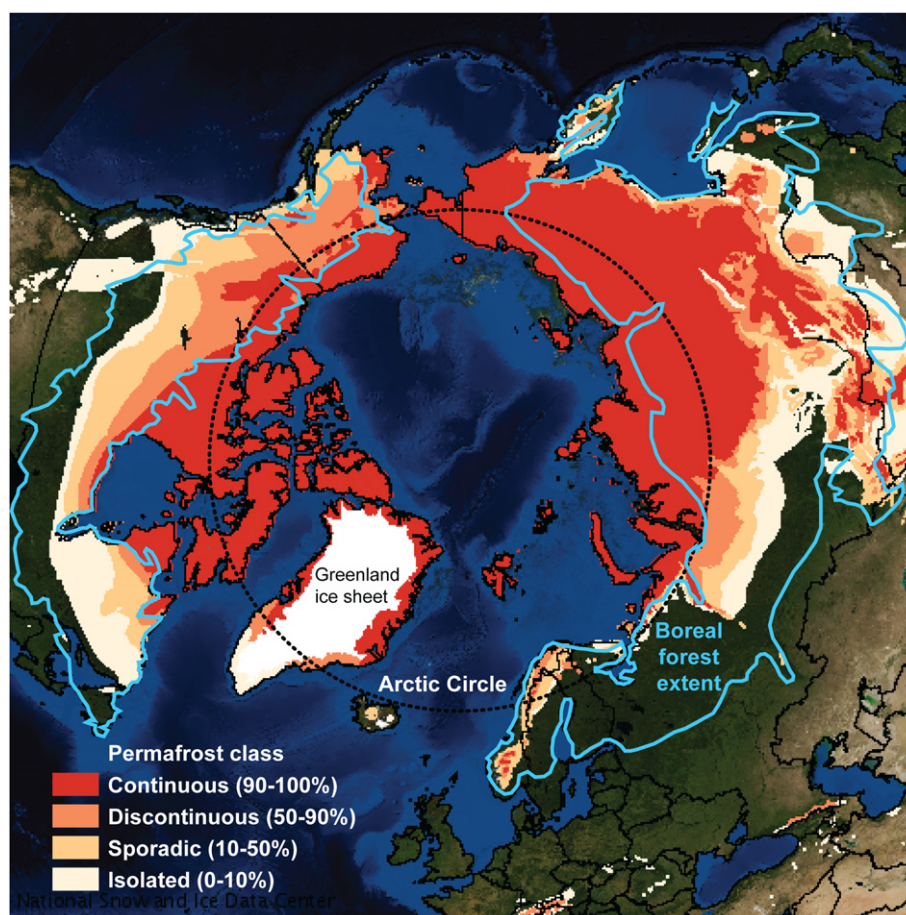 Greenland
ice sheet
Boreal
forest
extent
Arctic Circle
Permafrost class
Continuous (90-100%)
Discontinuous (50-90%)
Sporadic (10-50%)
Isolated (0-10%)
National Snow and Ice Data Center